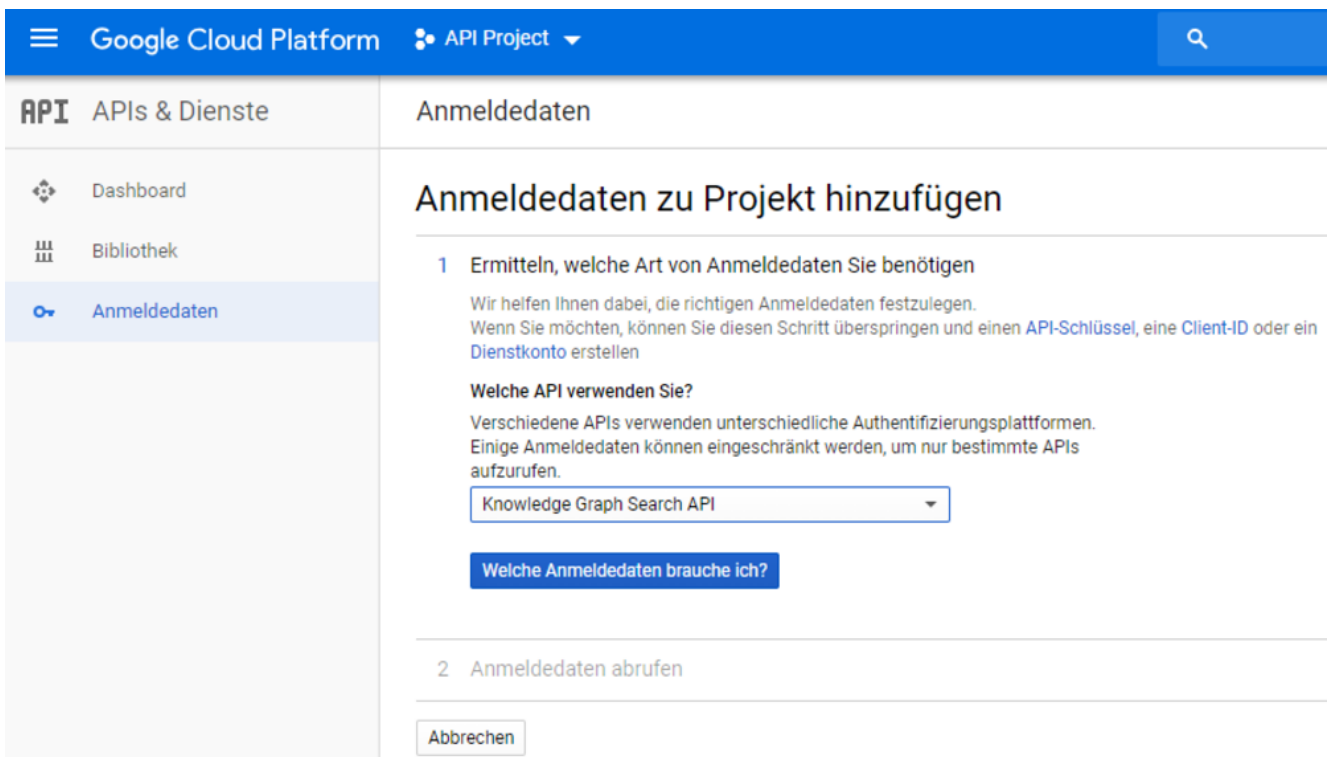 Google Cloud Platform API Project
API APIs & Dienste
Anmeldedaten
Dashboard
Bibliothek
Anmeldedaten
Anmeldedaten zu Projekt hinzufügen
1 Ermitteln, welche Art von Anmeldedaten Sie benötigen
Wir helfen Ihnen dabei, die richtigen Anmeldedaten festzulegen.
Wenn Sie möchten, können Sie diesen Schritt überspringen und einen API-Schlüssel, eine Client-ID oder ein
Dienstkonto erstellen
Welche API verwenden Sie?
Verschiedene APIs verwenden unterschiedliche Authentifizierungsplattformen.
Einige Anmeldedaten können eingeschränkt werden, um nur bestimmte APIs
aufzurufen.
Knowledge Graph Search API
Welche Anmeldedaten brauche ich?
2 Anmeldedaten abrufen
Abbrechen